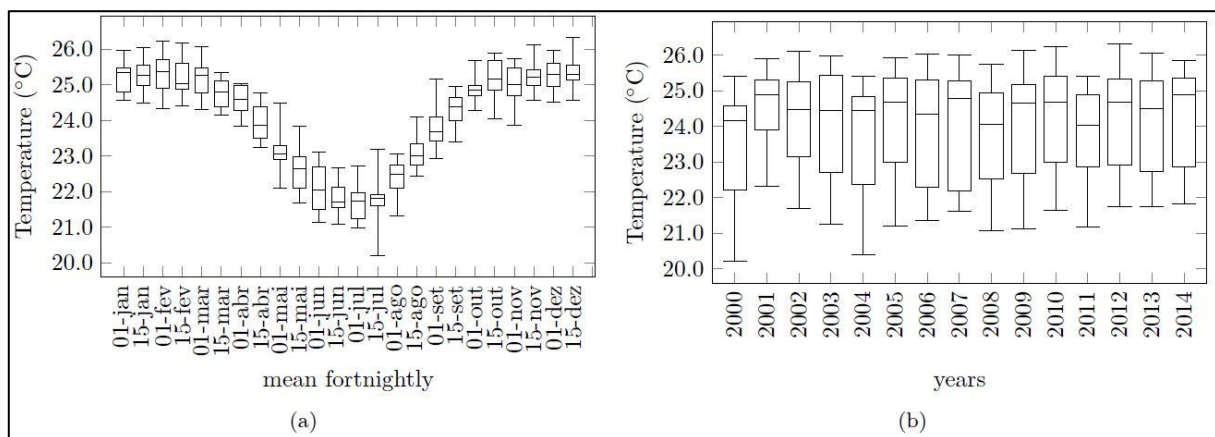 26.0
25.0
24.0
23.0
22.0
21.0
20.0
Temperature (°C)
01-jan
15-jan
01-fev
15-fev
01-mar
15-mar
01-abr
15-abr
01-mai
15-mai
01-jun
15-jun
01-jul
15-jul
01-ago
15-ago
01-set
15-set
01-out
15-out
01-nov
15-nov
01-dez
15-dez
mean fortnightly
(a)
26.0
25.0
24.0
23.0
22.0
21.0
20.0
Temperature (°C)
2000
2001
2002
2003
2004
2005
2006
2007
2008
2009
2010
2011
2012
2013
2014
years
(b)